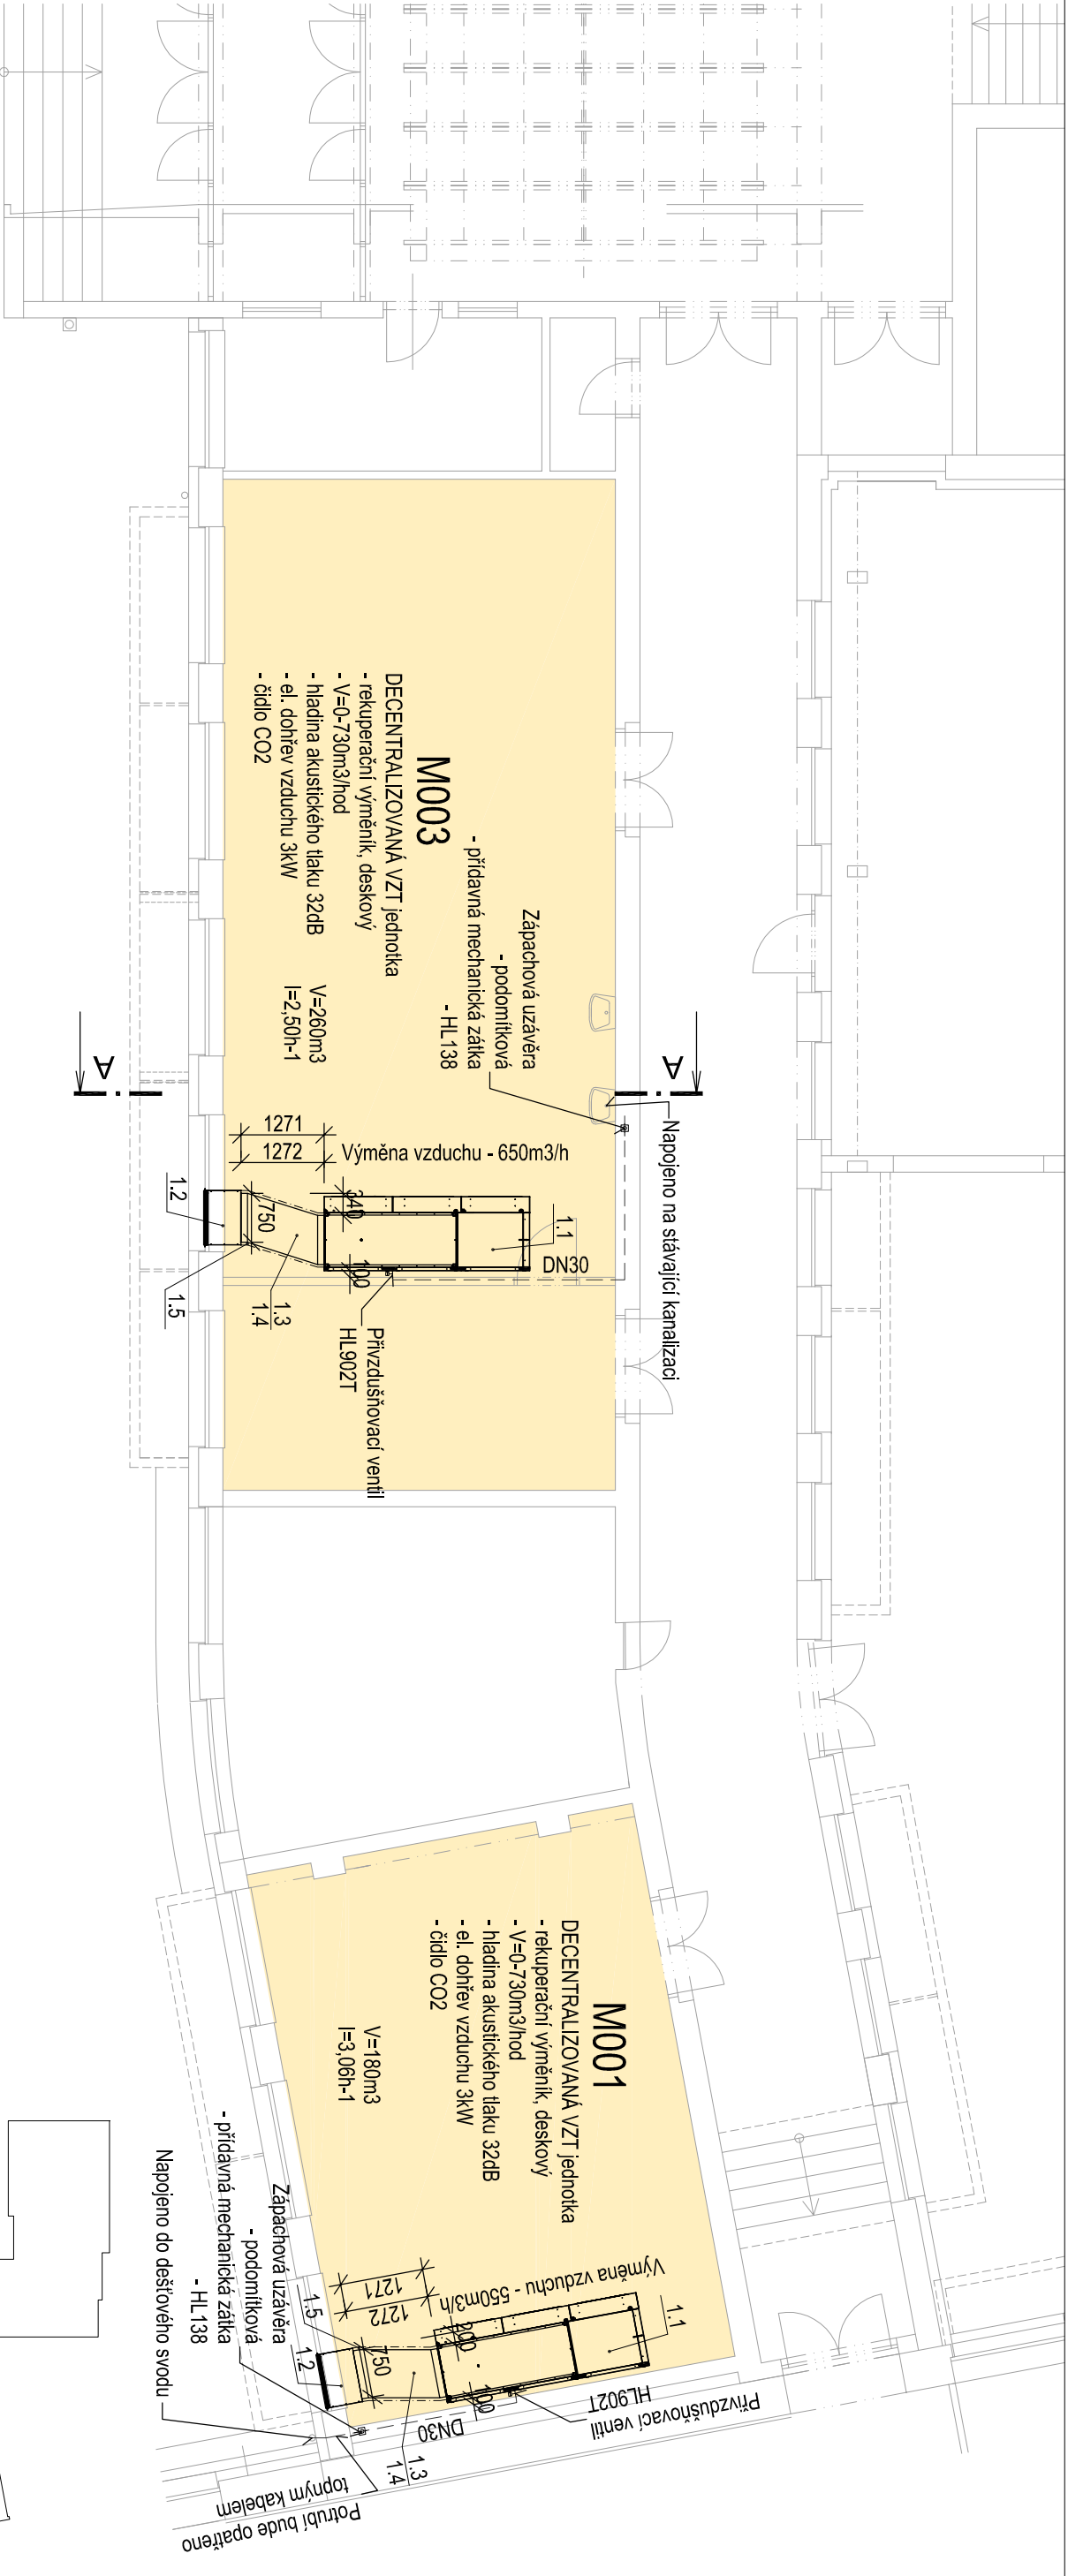 M003
DECENTRALIZOVANÁ VZT jednotka
- rekuperační výměník, deskový
- V=0-730m3/hod
- hladina akustického tlaku 32dB
- el. dohřev vzduchu 3kW
- čidlo CO2
V=260m3
I=2,50h-1
Zápachová uzávěra
- podomítková
- přídavná mechanická zátka
- HL138
A
A
Napojeno na stávající kanalizaci
Výměna vzduchu - 650m3/h
1271
1272
340
750
100
1.1
1.2
1.3
1.4
1.5
DN30
Přivzdušňovací ventil
HL902T
M001
DECENTRALIZOVANÁ VZT jednotka
- rekuperační výměník, deskový
- V=0-730m3/hod
- hladina akustického tlaku 32dB
- el. dohřev vzduchu 3kW
- čidlo CO2
V=180m3
I=3,06h-1
Zápachová uzávěra
- podomítková
- přídavná mechanická zátka
- HL138
Napojeno do dešťového svodu
Výměna vzduchu - 550m3/h
1271
1272
200
750
100
1.1
1.2
1.3
1.4
1.5
DN30
Přivzdušňovací ventil
HL902T
Potrubí bude opatřeno
topným kabelem